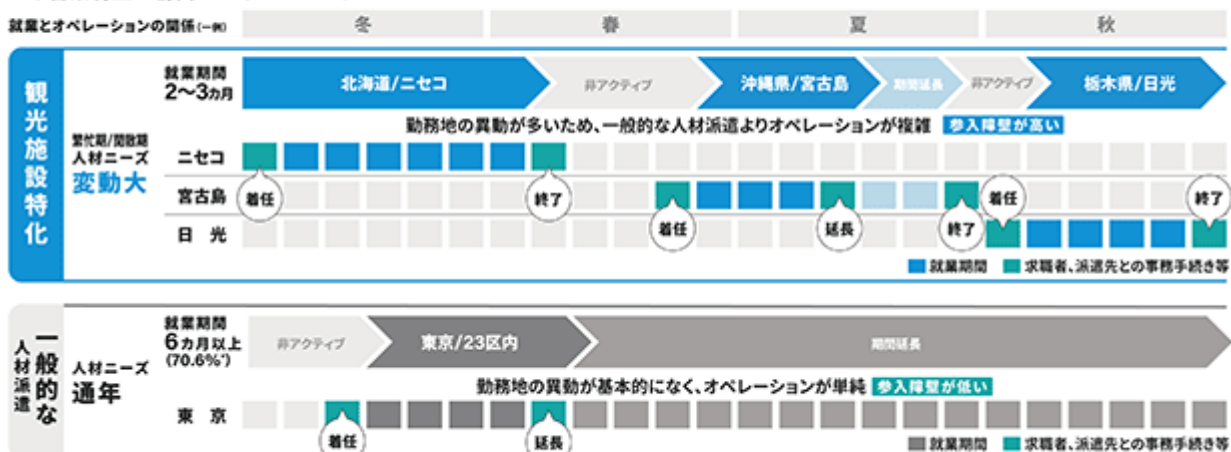 就業とオペレーションの関係(一例)
冬 春 夏 秋
観光施設特化
就業期間
2〜3カ月
北海道/ニセコ 非アクティブ 沖縄県/宮古島 期間延長 非アクティブ 栃木県/日光
勤務地の異動が多いため、一般的な人材派遣よりオペレーションが複雑 参入障壁が高い
繁忙期/閑散期
人材ニーズ
変動大
ニセコ
着任 終了
宮古島
着任 延長 終了
日光
着任 終了
就業期間 求職者、派遣先との事務手続き等
一般的な
人材派遣
就業期間
6カ月以上
(70.6%*)
非アクティブ 東京/23区内 期間延長
勤務地の異動が基本的になく、オペレーションが単純 参入障壁が低い
人材ニーズ
通年
東京
着任 延長
就業期間 求職者、派遣先との事務手続き等